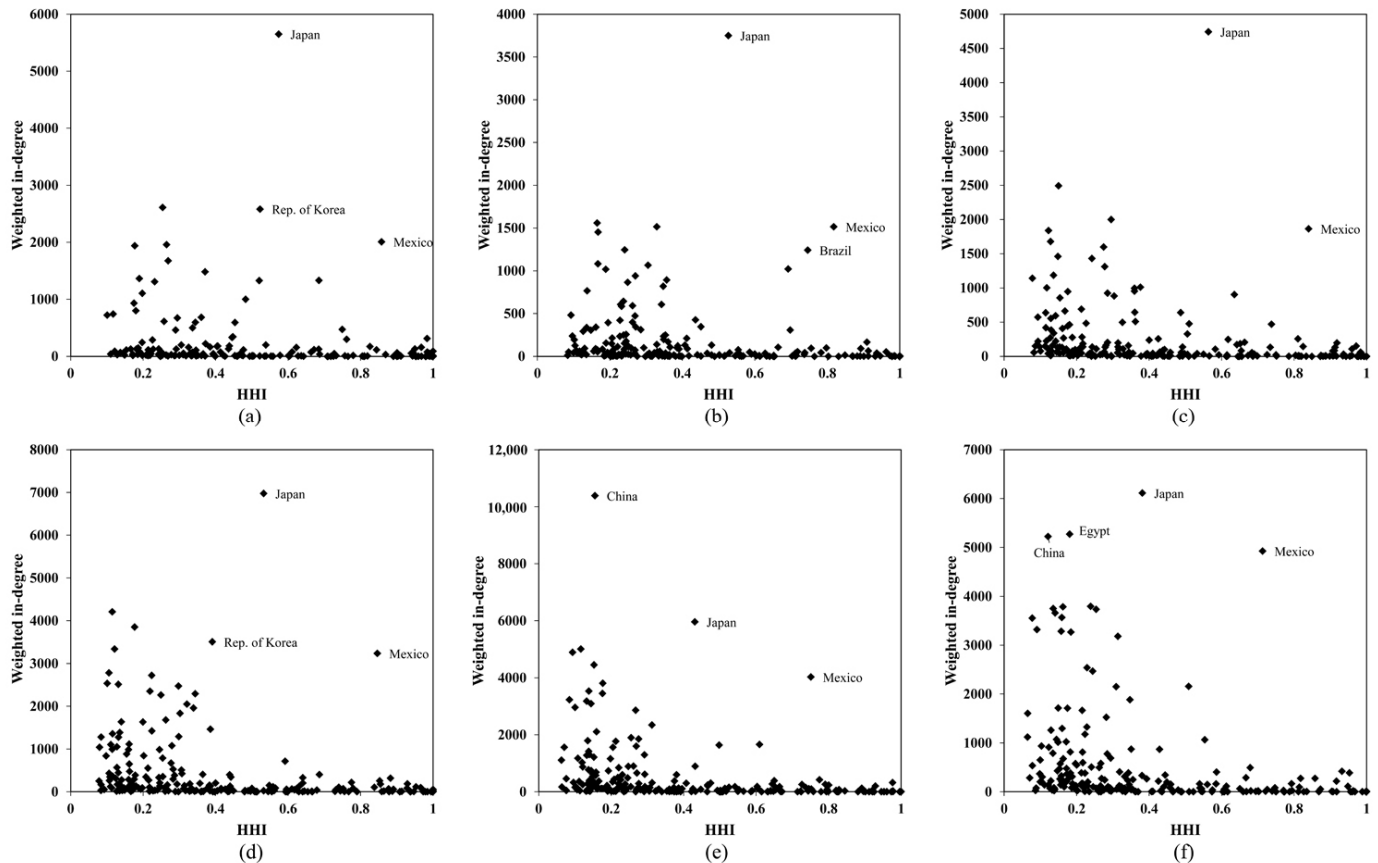 6000
5000
4000
3000
2000
1000
0
0
0.2
0.4
0.6
0.8
1
Weighted in-degree
HHI
Japan
Rep. of Korea
Mexico
(a)
4000
3500
3000
2500
2000
1500
1000
500
0
0
0.2
0.4
0.6
0.8
1
Weighted in-degree
HHI
Japan
Mexico
Brazil
(b)
5000
4500
4000
3500
3000
2500
2000
1500
1000
500
0
0
0.2
0.4
0.6
0.8
1
Weighted in-degree
HHI
Japan
Mexico
(c)
8000
7000
6000
5000
4000
3000
2000
1000
0
0
0.2
0.4
0.6
0.8
1
Weighted in-degree
HHI
Japan
Rep. of Korea
Mexico
(d)
12,000
10,000
8000
6000
4000
2000
0
0
0.2
0.4
0.6
0.8
1
Weighted in-degree
HHI
China
Japan
Mexico
(e)
7000
6000
5000
4000
3000
2000
1000
0
0
0.2
0.4
0.6
0.8
1
Weighted in-degree
HHI
Japan
Egypt
China
Mexico
(f)